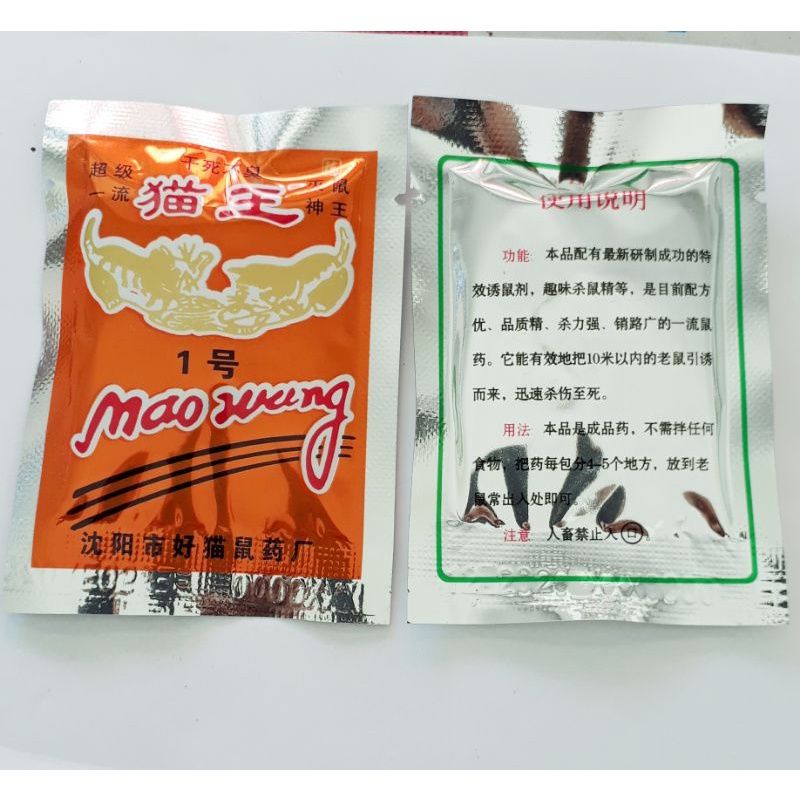 超级
一流
猫王
鼠
神王
1号
Mao wang
沈阳市好猫鼠药厂
使用说明
功能: 本品配有最新研制成功的特
效诱鼠剂，趣味杀鼠精等，是目前配方
优、品质精、杀力强、销路广的一流鼠
药。它能有效地把10米以内的老鼠引诱
而来，迅速杀伤至死。
用法: 本品是成品药，不需拌任何
食物，把药每包分4-5个地方，放到老
鼠常出入处即可。
注意: 人畜禁止入口。